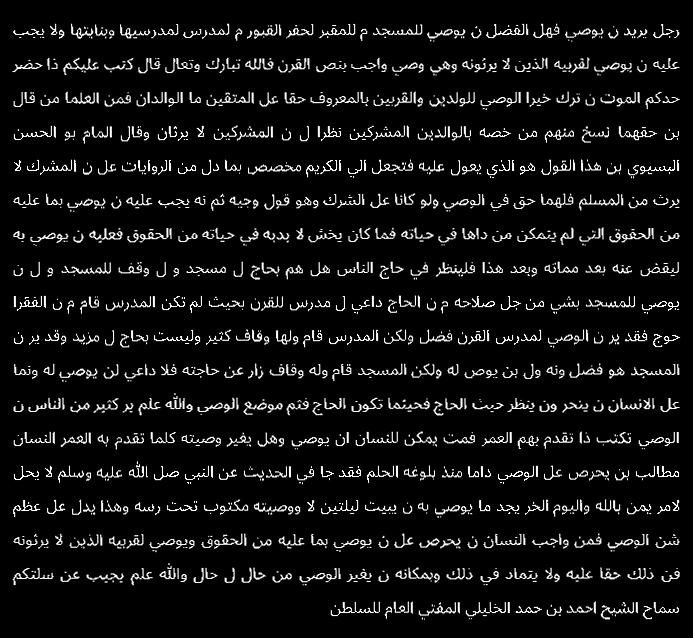 رجل يريد ن يوصي فهل الفضل ن يوصي للمسجد م للمقبر لحفر القبور م لمدرس لمدرسيها وبنايتها ولا يجب
عليه ن يوصي لقربيه الذين لا يرثونه وهي وصي واجب بنص القرن فالله تبارك وتعال قال كتب عليكم ذا حضر
حدكم الموت ن ترك خيرا الوصي للولدين والقربين بالمعروف حقا عل المتقين ما الوالدان فمن العلما من قال
بن حقهما نسخ منهم من خصه بالوالدين المشركين نظرا ل ن المشركين لا يرثان وقال المام بو الحسن
البسيوي بن هذا القول هو الذي يعول عليه فتجعل الي الكريم مخصص بما دل من الروايات عل ن المشرك لا
يرث من المسلم فلهما حق في الوصي ولو كانا عل الشرك وهو قول وجيه ثم نه يجب عليه ن يوصي بما عليه
من الحقوق التي لم يتمكن من داها في حياته فما كان يخش لا يدبه في حياته من الحقوق فعليه ن يوصي به
ليقض عنه بعد مماته وبعد هذا فلينظر في حاج الناس هل هم بحاج ل مسجد و ل وقف للمسجد و ل ن
يوصي للمسجد بشي من جل صلاحه م ن الحاج داعي ل مدرس للقرن بحيث لم تكن المدرس قام م ن الفقرا
حوج فقد ير ن الوصي لمدرس القرن فضل ولكن المدرس قام ولها وقاف كثير وليست بحاج ل مزيد وقد ير ن
المسجد هو فضل ونه ول بن يوص له ولكن المسجد قام وله وقاف زار عن حاجته فلا داعي لن يوصي له ونما
عل الانسان ن ينحر ون ينظر حيث الحاج فحيثما تكون الحاج فثم موضع الوصي والله علم ير كثير من الناس ن
الوصي تكتب ذا تقدم بهم العمر فمت يمكن للنسان ان يوصي وهل يغير وصيته كلما تقدم به العمر النسان
مطالب بن يحرص عل الوصي داما منذ بلوغه الحلم فقد جا في الحديث عن النبي صل الله عليه وسلم لا يحل
لامر يمن بالله واليوم الخر يجد ما يوصي به ن يبيت ليلتين لا ووصيته مكتوب تحت رسه وهذا يدل عل عظم
شن الوصي فمن واجب النسان ن يحرص عل ن يوصي بما عليه من الحقوق ويوصي لقربيه الذين لا يرثونه
فن ذلك حقا عليه ولا يتماد في ذلك وبمكانه ن يغير الوصي من حال ل حال والله علم يجيب عن سلتكم
سماح الشيخ احمد بن حمد الخليلي المفتي العام للسلطن